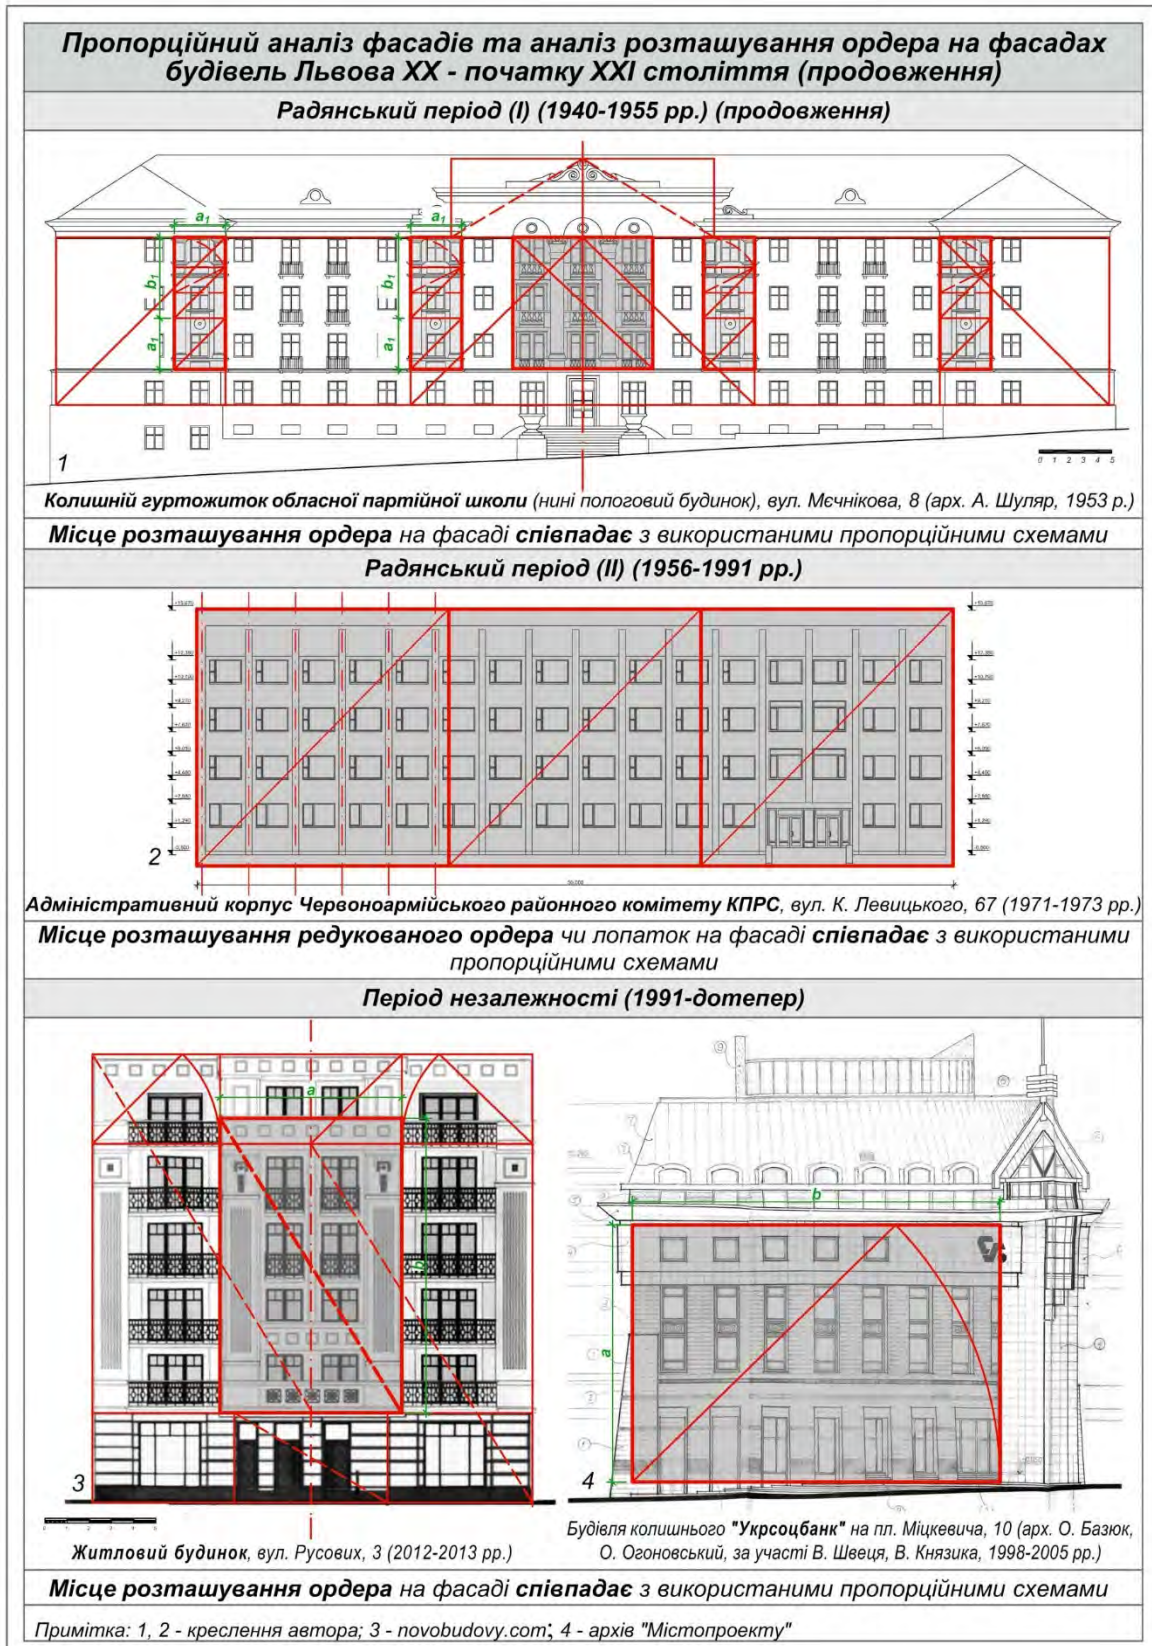 Пропорційний аналіз фасадів та аналіз розташування ордера на фасадах
будівель Львова XX - початку XXI століття (продовження)
Радянський період (I) (1940-1955 рр.) (продовження)
a₁
a₁
b₁
b₁
a₁
a₁
1
0 1 2 3 4 5
Колишній гуртожиток обласної партійної школи (нині пологовий будинок), вул. Мєчнікова, 8 (арх. А. Шуляр, 1953 р.)
Місце розташування ордера на фасаді співпадає з використаними пропорційними схемами
Радянський період (II) (1956-1991 рр.)
2
Адміністративний корпус Червоноармійського районного комітету КПРС, вул. К. Левицького, 67 (1971-1973 рр.)
Місце розташування редукованого ордера чи лопаток на фасаді співпадає з використаними
пропорційними схемами
Період незалежності (1991-дотепер)
a
b
3
b
a
4
Житловий будинок, вул. Русових, 3 (2012-2013 рр.)
Будівля колишнього "Укрсоцбанк" на пл. Міцкевича, 10 (арх. О. Базюк,
О. Огоновський, за участі В. Швеця, В. Князика, 1998-2005 рр.)
Місце розташування ордера на фасаді співпадає з використаними пропорційними схемами
Примітка: 1, 2 - креслення автора; 3 - novobudovy.com; 4 - архів "Містопроекту"